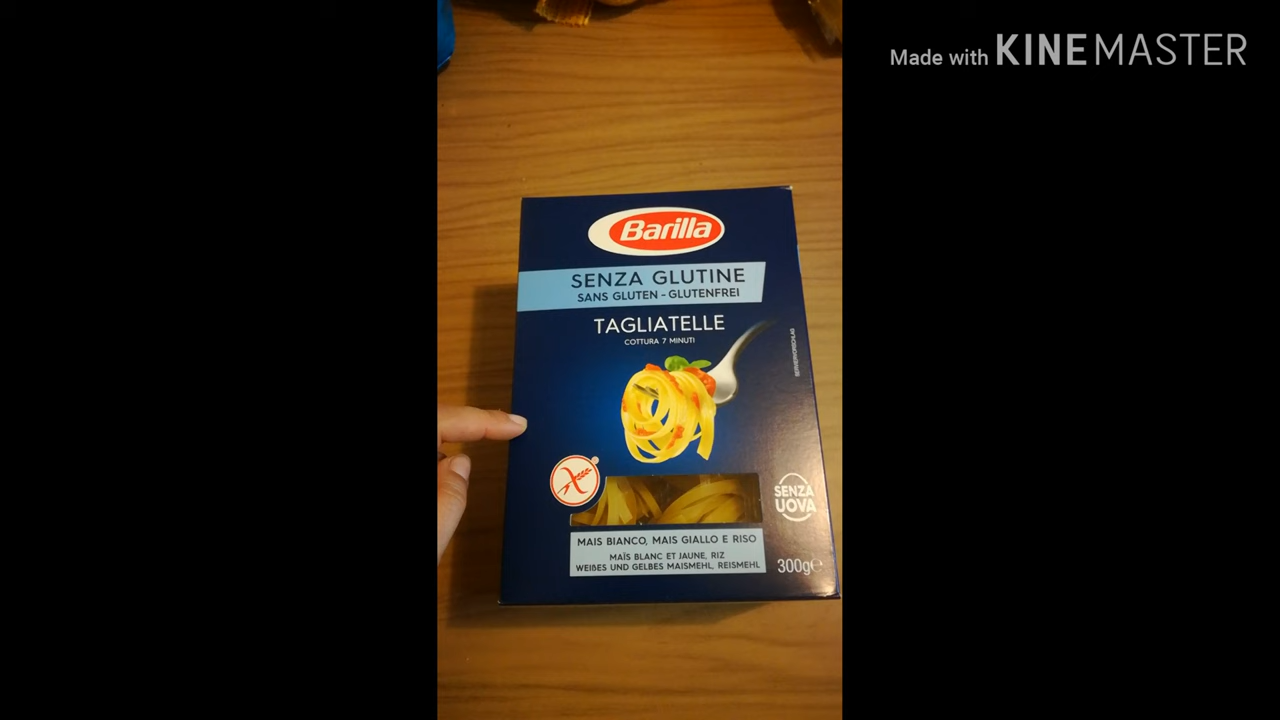 Made with KINEMASTER
Barilla
SENZA GLUTINE
SANS GLUTEN - GLUTENFREI
TAGLIATELLE
COTTURA 7 MINUTI
SERVIERVORSCHLAG
SENZA
UOVA
MAIS BIANCO, MAIS GIALLO E RISO
MAÏS BLANC ET JAUNE, RIZ
WEIßES UND GELBES MAISMEHL, REISMEHL
300g℮